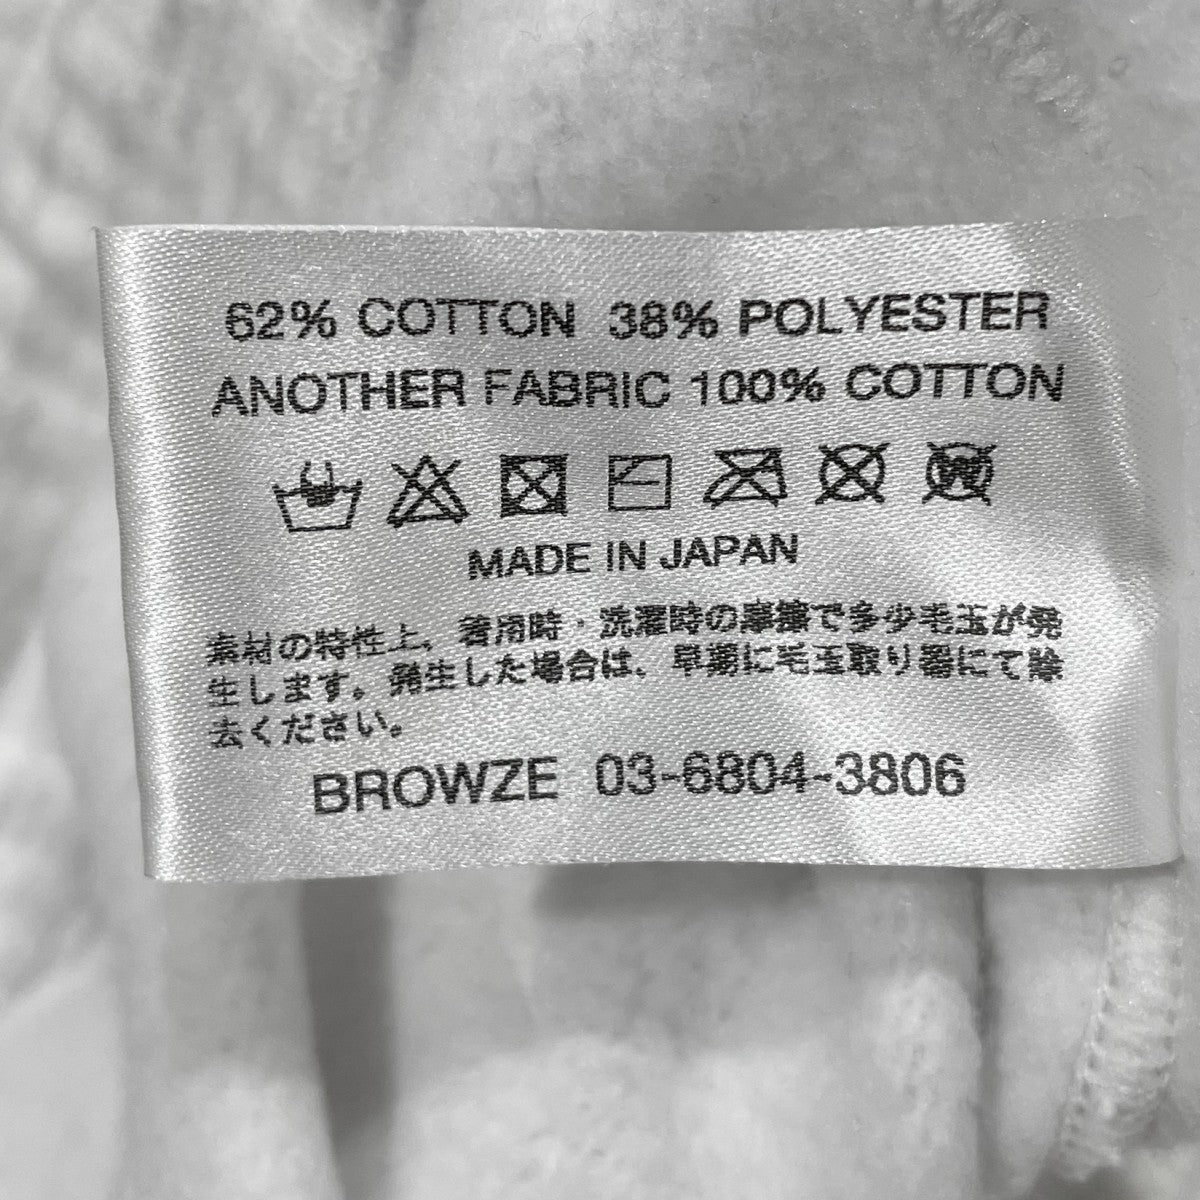 62% COTTON 38% POLYESTER
ANOTHER FABRIC 100% COTTON
W
MADE IN JAPAN
素材の特性上、着用時・洗濯時の摩擦で多少毛玉が発
生します。発生した場合は、早期に毛玉取り器にて除
去ください。
BROWZE 03-6804-3806